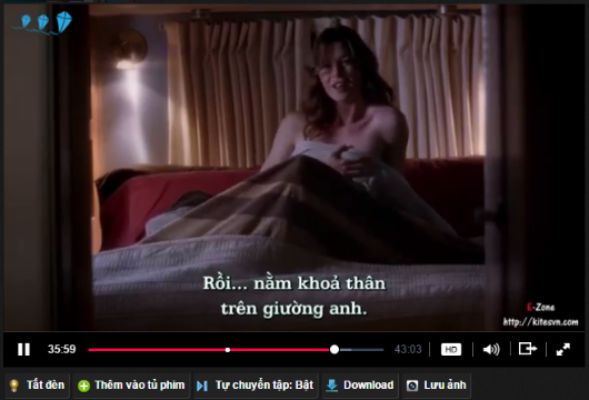 Rồi... nằm khoả thân
trên giường anh.
E-Zone
http://kitesvn.com
35:59
43:03
HD
Tắt đèn
Thêm vào tủ phim
Tự chuyển tập: Bật
Download
Lưu ảnh